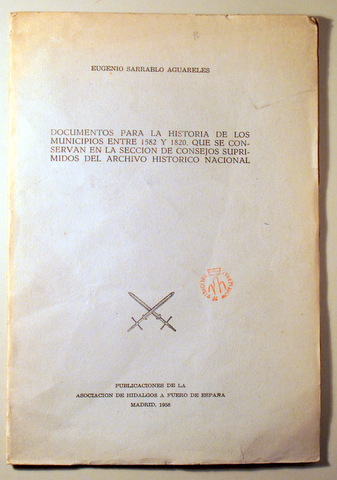 EUGENIO SARRABLO AGUARELES
DOCUMENTOS PARA LA HISTORIA DE LOS
MUNICIPIOS ENTRE 1582 Y 1820, QUE SE CON-
SERVAN EN LA SECCION DE CONSEJOS SUPRI-
MIDOS DEL ARCHIVO HISTORICO NACIONAL
PUBLICACIONES DE LA
ASOCIACION DE HIDALGOS A FUERO DE ESPAÑA
MADRID, 1958